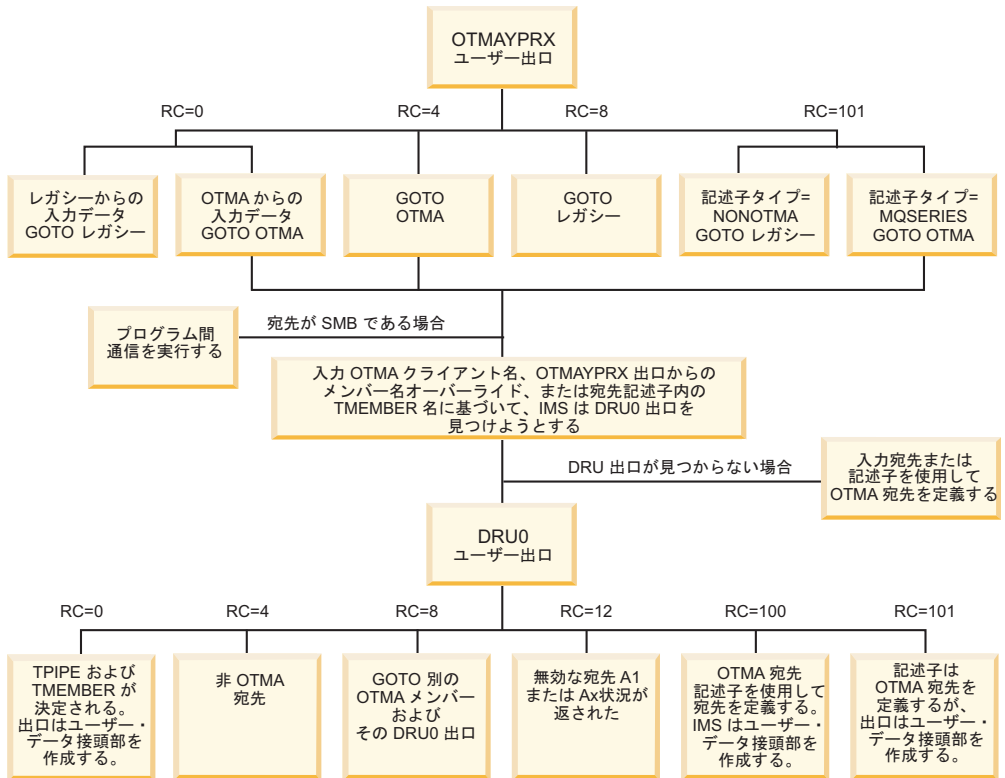 OTMAYPRX
ユーザー出口
RC=0
RC=4
RC=8
RC=101
レガシーからの
入力データ
GOTO レガシー
OTMA からの
入力データ
GOTO OTMA
GOTO
OTMA
GOTO
レガシー
記述子タイプ=
NONOTMA
GOTO レガシー
記述子タイプ=
MQSERIES
GOTO OTMA
プログラム間
通信を実行する
宛先が SMB である場合
入力 OTMA クライアント名、OTMAYPRX 出口からの
メンバー名オーバーライド、または宛先記述子内の
TMEMBER 名に基づいて、IMS は DRU0 出口を
見つけようとする
DRU 出口が見つからない場合
入力宛先または
記述子を使用して
OTMA 宛先を定義する
DRU0
ユーザー出口
RC=0
RC=4
RC=8
RC=12
RC=100
RC=101
TPIPE および
TMEMBER が
決定される。
出口はユーザー・
データ接頭部を
作成する。
非 OTMA
宛先
GOTO 別の
OTMA メンバー
および
その DRU0 出口
無効な宛先 A1
または Ax状況が
返された
OTMA 宛先
記述子を使用して
宛先を定義する。
IMS はユーザー・
データ接頭部を
作成する。
記述子は
OTMA 宛先を
定義するが、
出口はユーザー・
データ接頭部を
作成する。